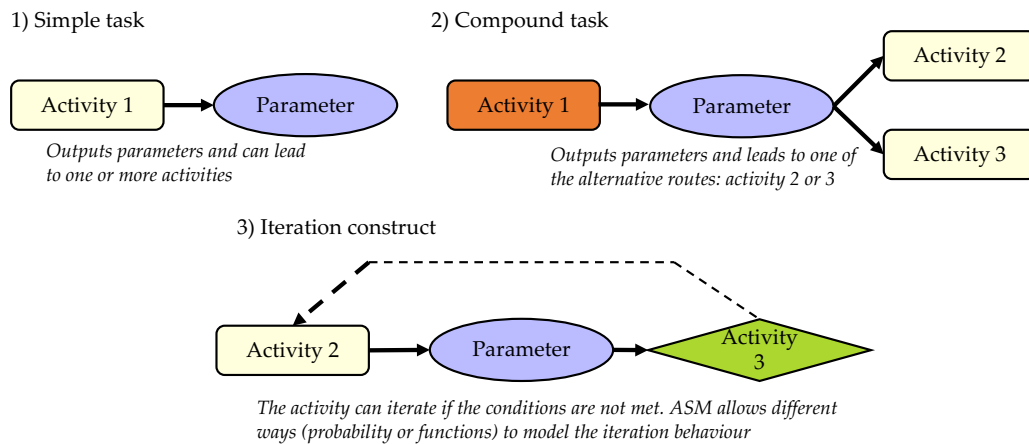 1) Simple task
Activity 1
Parameter
Outputs parameters and can lead
to one or more activities
2) Compound task
Activity 1
Parameter
Activity 2
Activity 3
Outputs parameters and leads to one of
the alternative routes: activity 2 or 3
3) Iteration construct
Activity 2
Parameter
Activity
3
The activity can iterate if the conditions are not met. ASM allows different
ways (probability or functions) to model the iteration behaviour